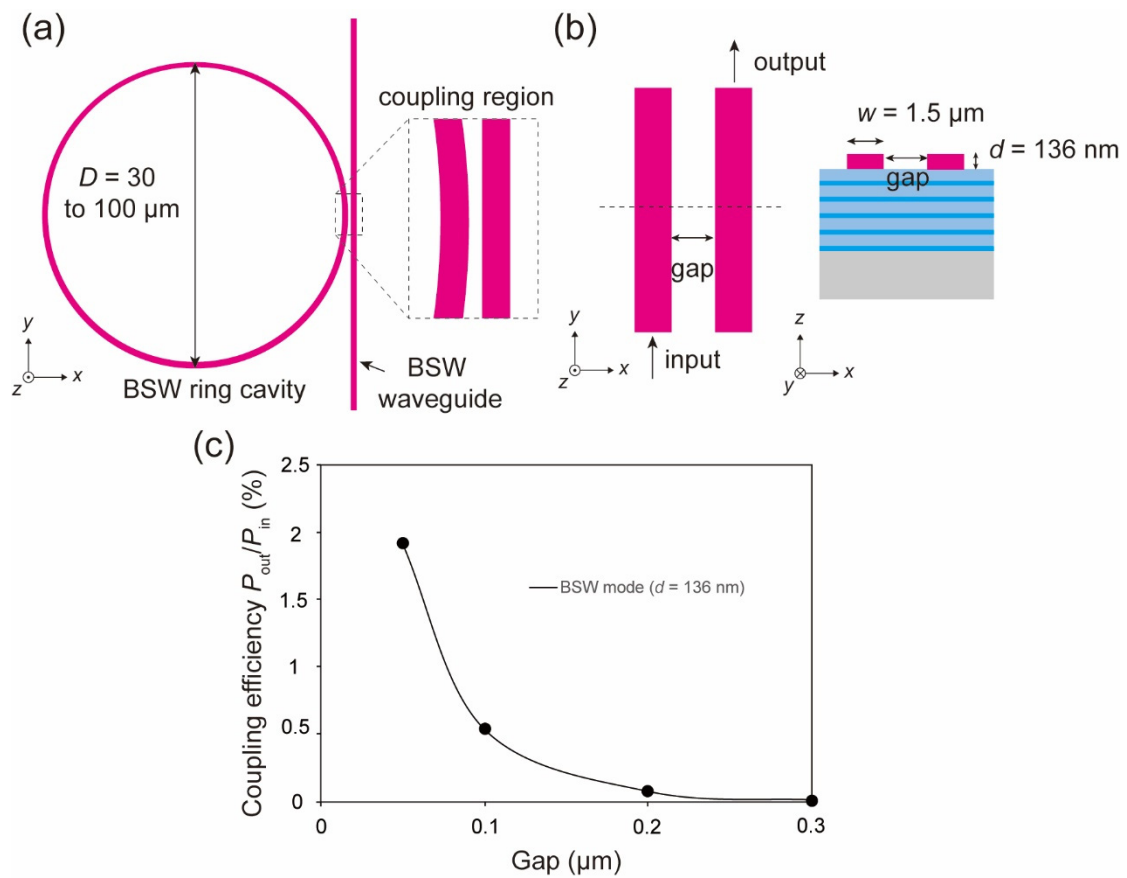 (a)
D = 30
to 100 µm
coupling region
y
z
x
BSW ring cavity
BSW
waveguide
(b)
output
w = 1.5 µm
d = 136 nm
gap
gap
input
y
z
x
z
y
x
(c)
Coupling efficiency Pout/Pin (%)
2.5
2
1.5
1
0.5
0
BSW mode (d = 136 nm)
0
0.1
0.2
0.3
Gap (µm)